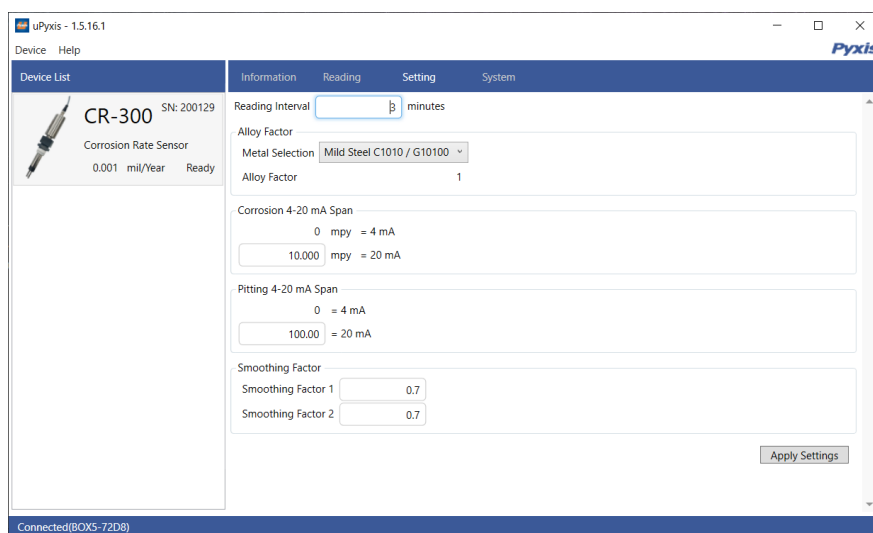 uPyxis - 1.5.16.1
Device Help
Pyxis
Device List
Information Reading Setting System
CR-300 SN: 200129
Corrosion Rate Sensor
0.001 mil/Year Ready
Reading Interval 3 minutes
Alloy Factor
Metal Selection Mild Steel C1010 / G10100
Alloy Factor 1
Corrosion 4-20 mA Span
0 mpy = 4 mA
10.000 mpy = 20 mA
Pitting 4-20 mA Span
0 = 4 mA
100.00 = 20 mA
Smoothing Factor
Smoothing Factor 1 0.7
Smoothing Factor 2 0.7
Apply Settings
Connected(BOX5-72D8)